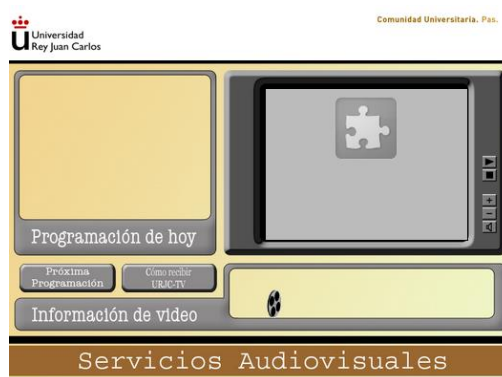 Universidad
Rey Juan Carlos
Comunidad Universitaria. Pas.
Programación de hoy
Próxima
Programación
Cómo recibir
URJC-TV
Información de video
Servicios Audiovisuales